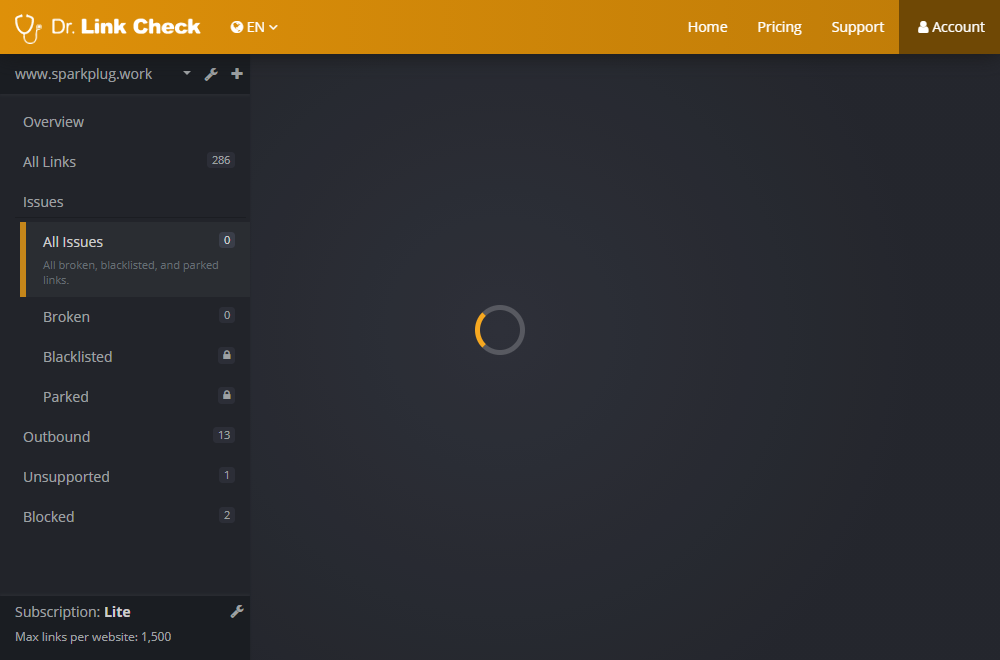 Dr. Link Check
EN
Home
Pricing
Support
Account
www.sparkplug.work
Overview
All Links
286
Issues
All Issues
0
All broken, blacklisted, and parked
links.
Broken
0
Blacklisted
Parked
Outbound
13
Unsupported
1
Blocked
2
Subscription: Lite
Max links per website: 1,500